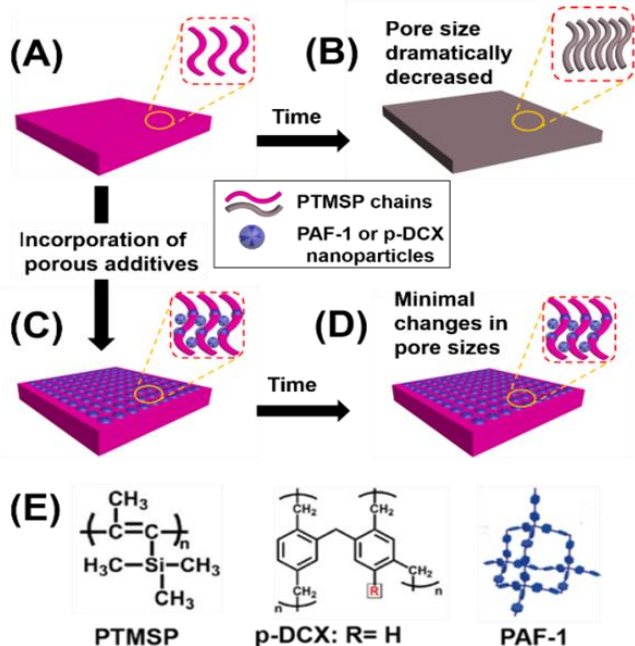 (A)
(B)
Pore size
dramatically
decreased
Time
PTMSP chains
PAF-1 or p-DCX
nanoparticles
Incorporation of
porous additives
(C)
(D)
Minimal
changes in
pore sizes
Time
(E)
CH₃
C=C
n
H₃C-Si-CH₃
CH₃
PTMSP
CH₂
CH₂
CH₂
n
CH₂
n
R
p-DCX: R= H
PAF-1